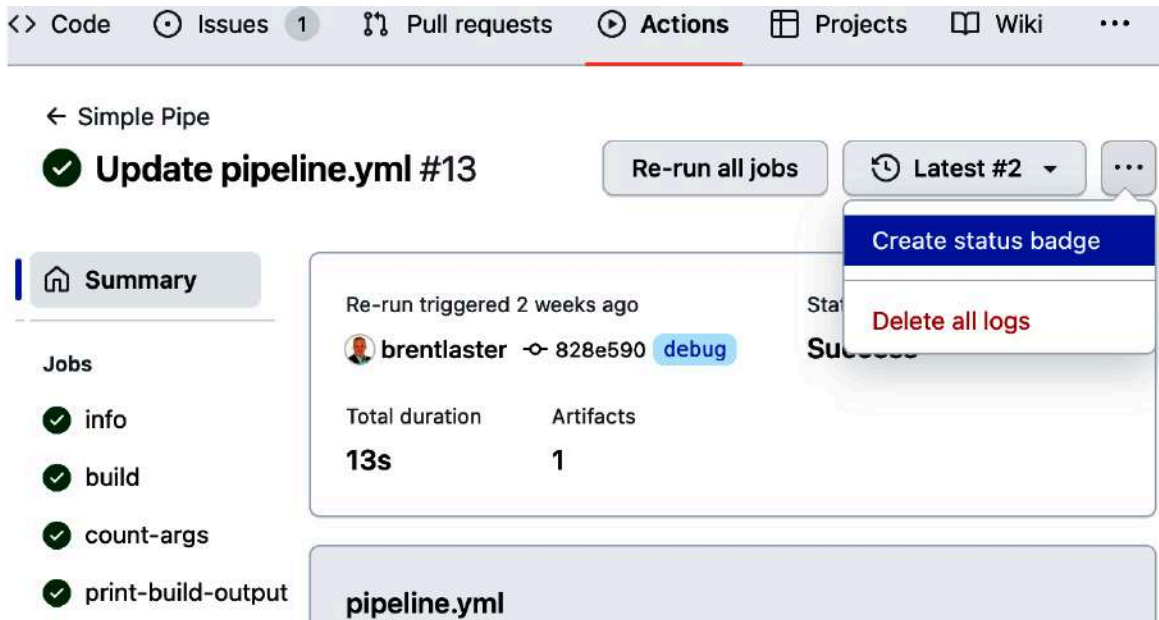 <> Code Issues 1 Pull requests Actions Projects Wiki ...
← Simple Pipe
Update pipeline.yml #13
Re-run all jobs
Latest #2
...
Create status badge
Delete all logs
Summary
Jobs
info
build
count-args
print-build-output
Re-run triggered 2 weeks ago
brentlaster 828e590 debug
Total duration
13s
Artifacts
1
pipeline.yml